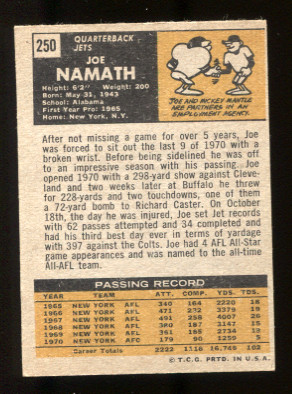 250
QUARTERBACK
JETS
JOE
NAMATH
Height: 6'2" Weight: 200
Born: May 31, 1943
School: Alabama
First Year Pro: 1965
Home: New York, N.Y.
JOE AND MICKEY MANTLE
ARE PARTNERS IN AN
EMPLOYMENT AGENCY.
After not missing a game for over 5 years, Joe
was forced to sit out the last 9 of 1970 with a
broken wrist. Before being sidelined he was off
to an impressive season with his passing. Joe
opened 1970 with a 298-yard show against Cleve-
land and two weeks later at Buffalo he threw
for 228-yards and two touchdowns, one of them
a 72-yard bomb to Richard Caster. On October
18th, the day he was injured, Joe set Jet records
with 62 passes attempted and 34 completed and
had his third best day ever in terms of yardage
with 397 against the Colts. Joe had 4 AFL All-Star
game appearances and was named to the all-time
All-AFL team.
PASSING RECORD
YEAR TEAM ATT. COMP. YDS. TDS.
1965 NEW YORK AFL 340 164 2220 18
1966 NEW YORK AFL 471 232 3379 19
1967 NEW YORK AFL 491 258 4007 26
1968 NEW YORK AFL 380 187 3147 15
1969 NEW YORK AFL 361 185 2734
1970 NEW YORK AFC 179 90 1259 5
Career Totals 2222 1116 16,746 102
© T.C.G. PRTD. IN U.S.A.